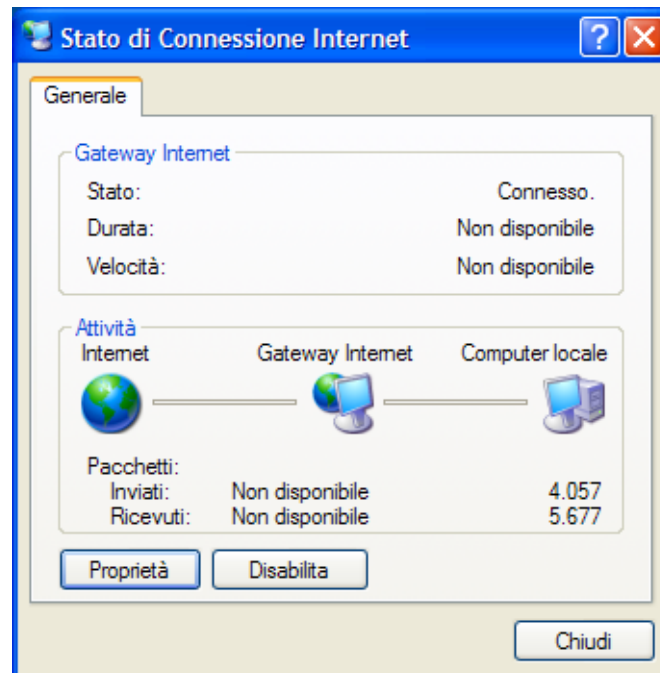 Stato di Connessione Internet
Generale
Gateway Internet
Stato: Connesso.
Durata: Non disponibile
Velocità: Non disponibile
Attività
Internet Gateway Internet Computer locale
Pacchetti:
Inviati: Non disponibile 4.057
Ricevuti: Non disponibile 5.677
Proprietà Disabilita
Chiudi